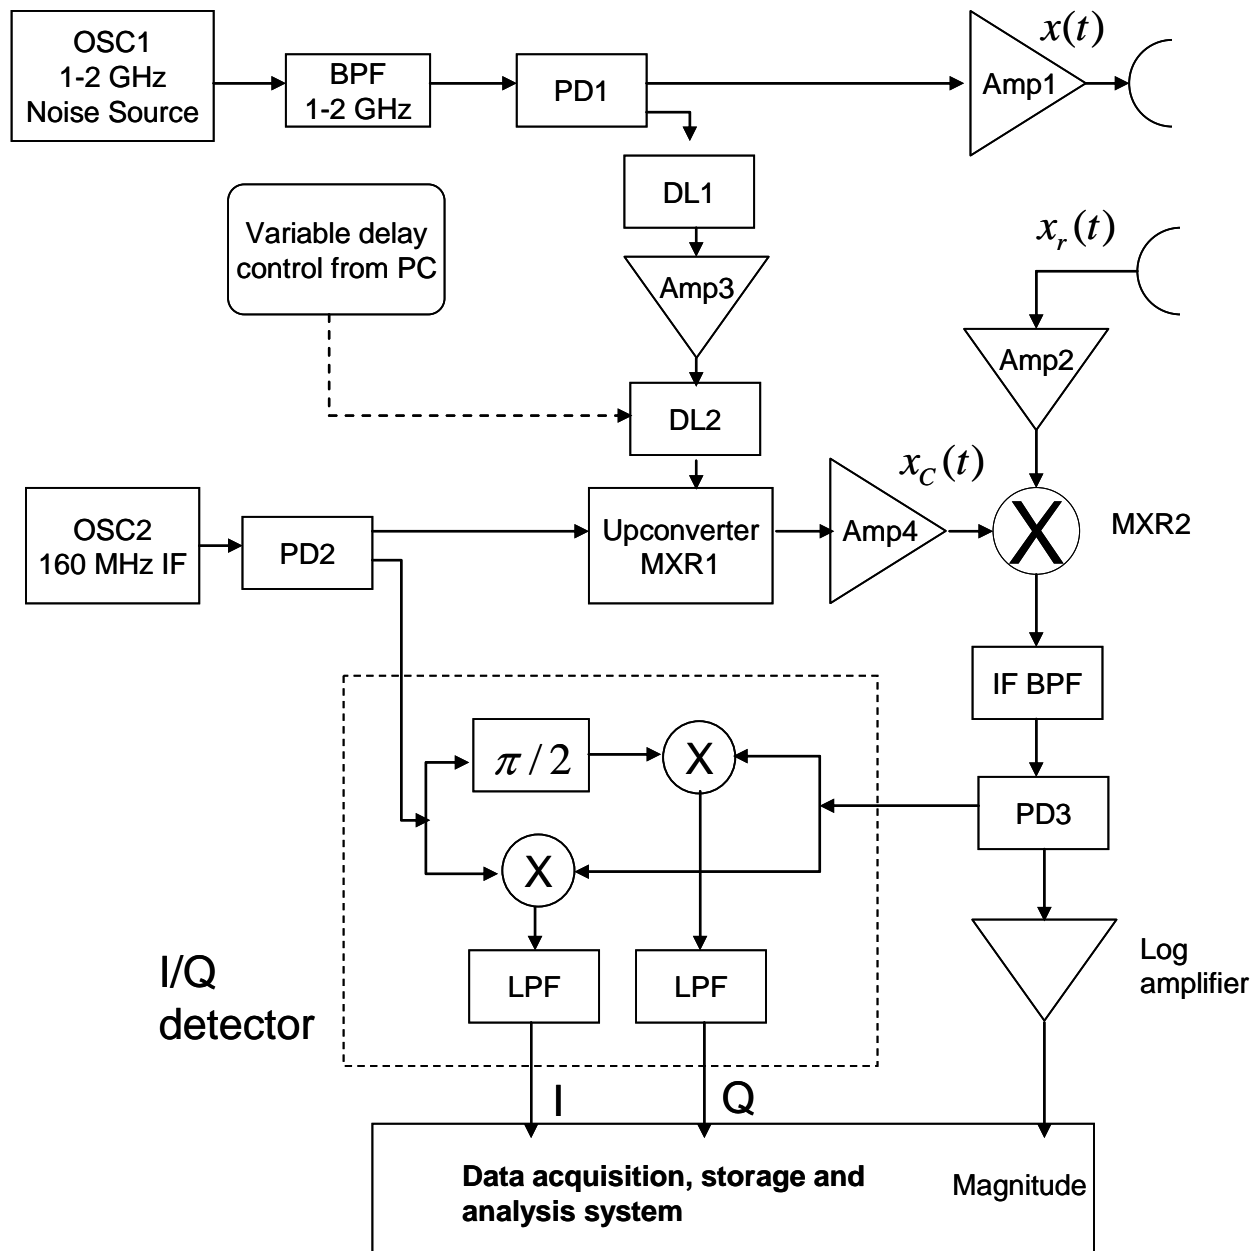 OSC1
1-2 GHz
Noise Source
BPF
1-2 GHz
PD1
Amp1
x(t)
DL1
Variable delay
control from PC
Amp3
x_r(t)
Amp2
DL2
x_C(t)
OSC2
160 MHz IF
PD2
Upconverter
MXR1
Amp4
X
MXR2
IF BPF
π / 2
X
PD3
X
I/Q
detector
LPF
LPF
Log
amplifier
I
Q
Data acquisition, storage and
analysis system
Magnitude